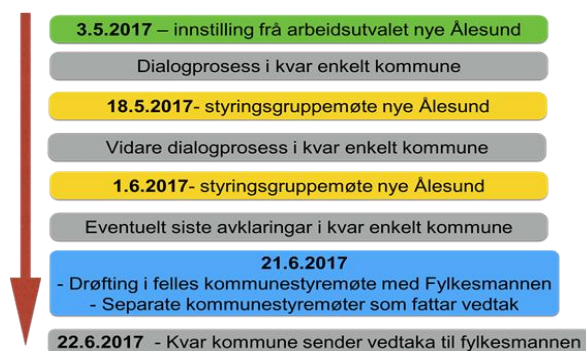 3.5.2017 – innstilling frå arbeidsutvalet nye Ålesund
Dialogprosess i kvar enkelt kommune
18.5.2017- styringsgruppemøte nye Ålesund
Vidare dialogprosess i kvar enkelt kommune
1.6.2017- styringsgruppemøte nye Ålesund
Eventuelt siste avklaringar i kvar enkelt kommune
21.6.2017
- Drøfting i felles kommunestyremøte med Fylkesmannen
- Separate kommunestyremøter som fattar vedtak
22.6.2017 - Kvar kommune sender vedtaka til fylkesmannen